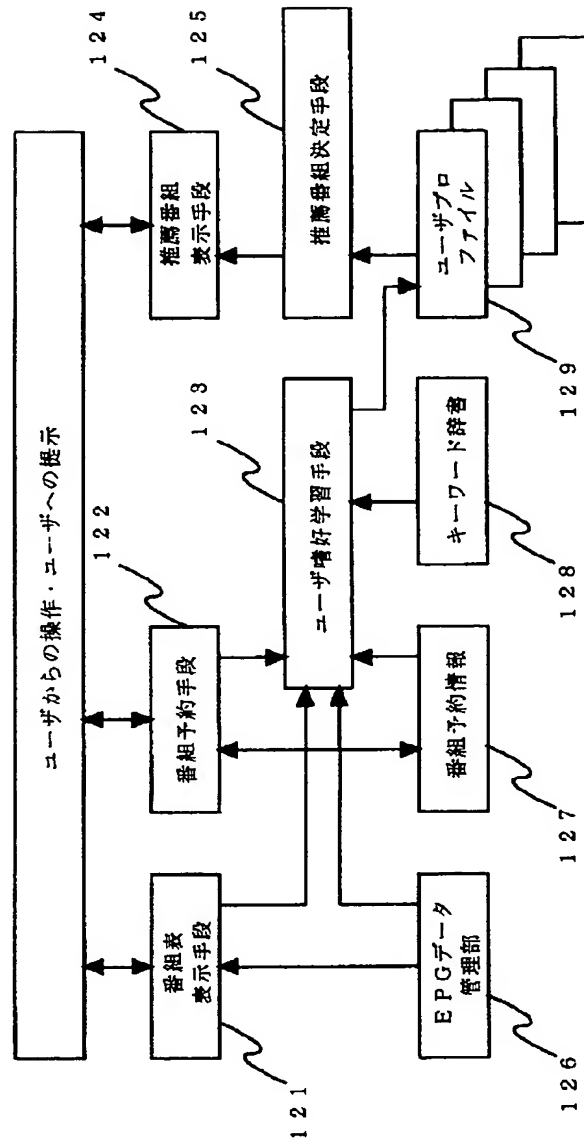 ユーザからの操作・ユーザへの提示
番組表
表示手段
121
番組予約手段
122
ユーザ嗜好学習手段
123
推薦番組
表示手段
124
推薦番組決定手段
125
EPGデータ
管理部
126
番組予約情報
127
キーワード辞書
128
ユーザプロ
ファイル
129